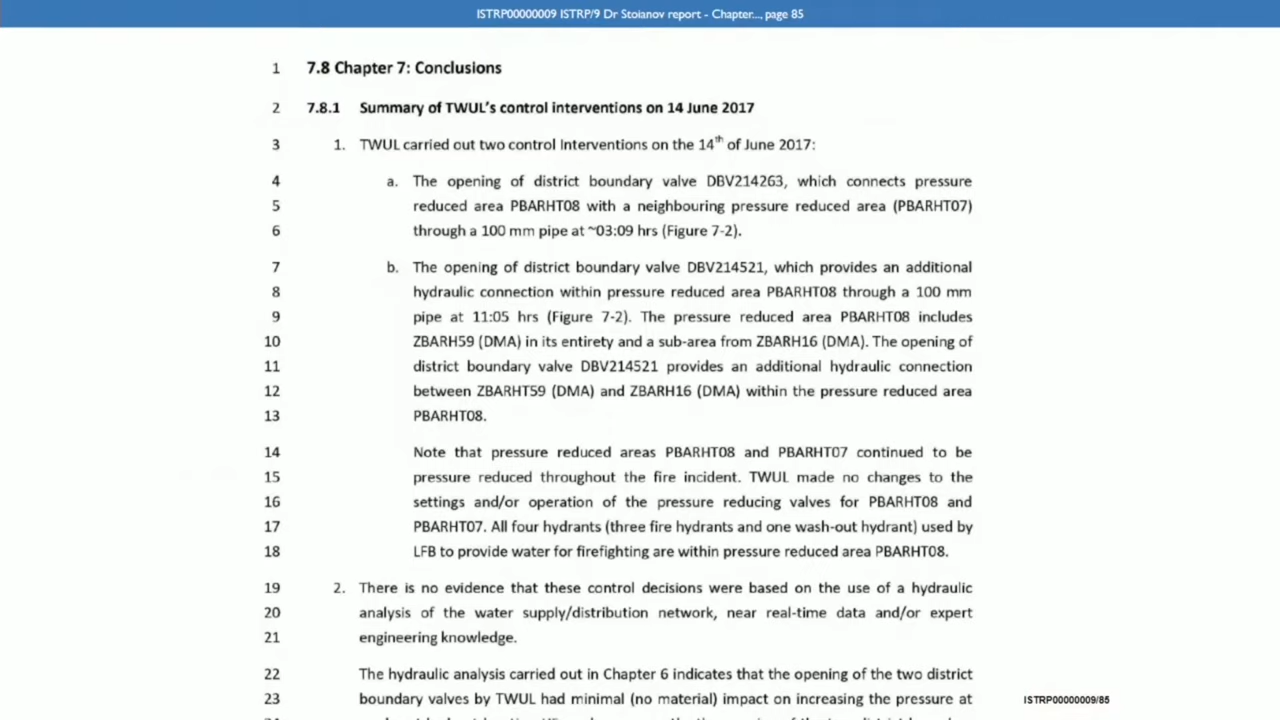 ISTRP00000009 ISTRP/9 Dr Stoianov report - Chapter..., page 85
1 7.8 Chapter 7: Conclusions
2 7.8.1 Summary of TWUL's control interventions on 14 June 2017
3 1. TWUL carried out two control Interventions on the 14th of June 2017:
4 a. The opening of district boundary valve DBV214263, which connects pressure
5 reduced area PBARHT08 with a neighbouring pressure reduced area (PBARHT07)
6 through a 100 mm pipe at ~03:09 hrs (Figure 7-2).
7 b. The opening of district boundary valve DBV214521, which provides an additional
8 hydraulic connection within pressure reduced area PBARHT08 through a 100 mm
9 pipe at 11:05 hrs (Figure 7-2). The pressure reduced area PBARHT08 includes
10 ZBARH59 (DMA) in its entirety and a sub-area from ZBARH16 (DMA). The opening of
11 district boundary valve DBV214521 provides an additional hydraulic connection
12 between ZBARHT59 (DMA) and ZBARH16 (DMA) within the pressure reduced area
13 PBARHT08.
14 Note that pressure reduced areas PBARHT08 and PBARHT07 continued to be
15 pressure reduced throughout the fire incident. TWUL made no changes to the
16 settings and/or operation of the pressure reducing valves for PBARHT08 and
17 PBARHT07. All four hydrants (three fire hydrants and one wash-out hydrant) used by
18 LFB to provide water for firefighting are within pressure reduced area PBARHT08.
19 2. There is no evidence that these control decisions were based on the use of a hydraulic
20 analysis of the water supply/distribution network, near real-time data and/or expert
21 engineering knowledge.
22 The hydraulic analysis carried out in Chapter 6 indicates that the opening of the two district
23 boundary valves by TWUL had minimal (no material) impact on increasing the pressure at
ISTRP00000009/85